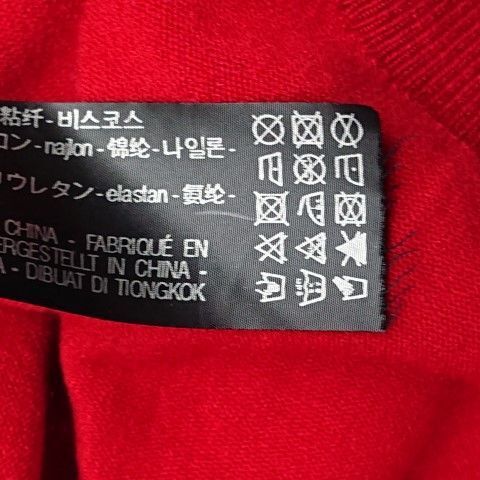 粘纤 - 비스코스
ロン - najlon - 锦纶 - 나일론 -
ウレタン - elastan - 氨纶 -
CHINA - FABRIQUÉ EN
ERGESTELLT IN CHINA -
A - DIBUAT DI TIONGKOK